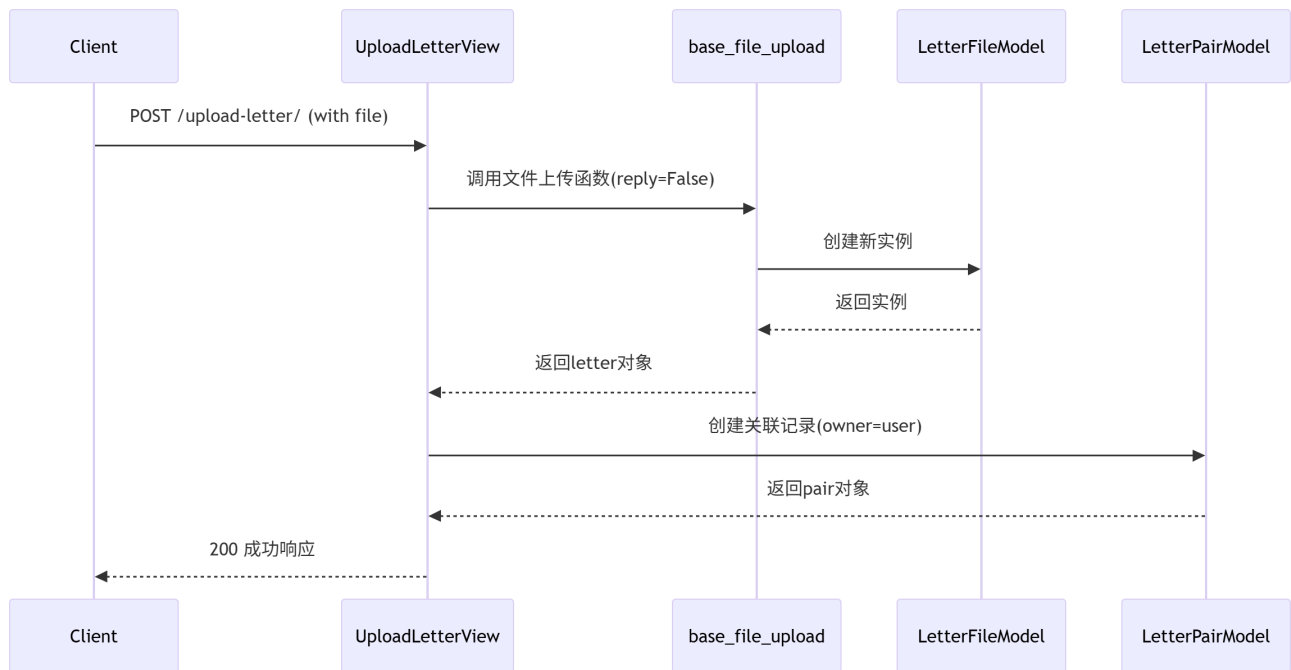 Client
UploadLetterView
base_file_upload
LetterFileModel
LetterPairModel
POST /upload-letter/ (with file)
调用文件上传函数(reply=False)
创建新实例
返回实例
返回letter对象
创建关联记录(owner=user)
返回pair对象
200 成功响应
Client
UploadLetterView
base_file_upload
LetterFileModel
LetterPairModel